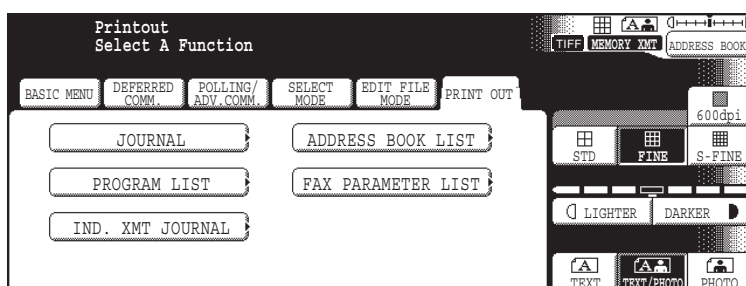 Printout
Select A Function
TIFF MEMORY XMT ADDRESS BOOK
BASIC MENU
DEFERRED COMM.
POLLING/ ADV.COMM.
SELECT MODE
EDIT FILE MODE
PRINT OUT
600dpi
JOURNAL
ADDRESS BOOK LIST
STD FINE S-FINE
PROGRAM LIST
FAX PARAMETER LIST
LIGHTER DARKER
IND. XMT JOURNAL
A A
TEXT TEXT/PHOTO PHOTO